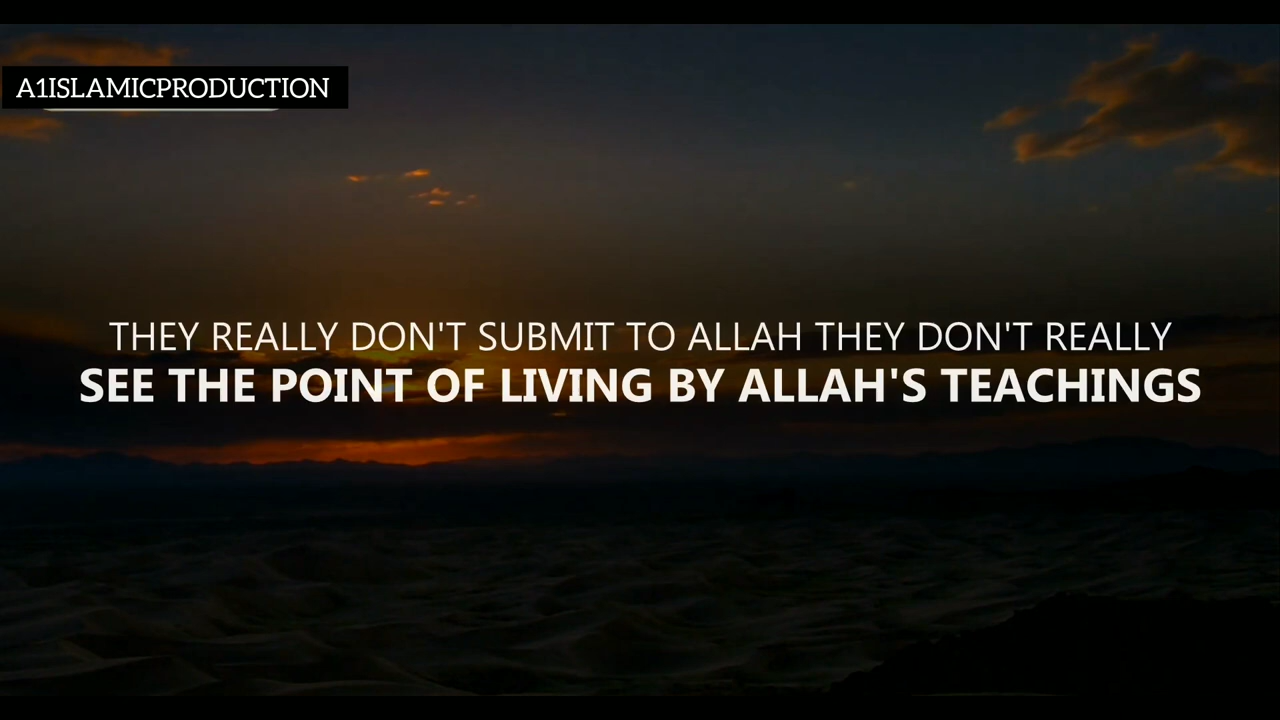 A1ISLAMICPRODUCTION
THEY REALLY DON'T SUBMIT TO ALLAH THEY DON'T REALLY
SEE THE POINT OF LIVING BY ALLAH'S TEACHINGS